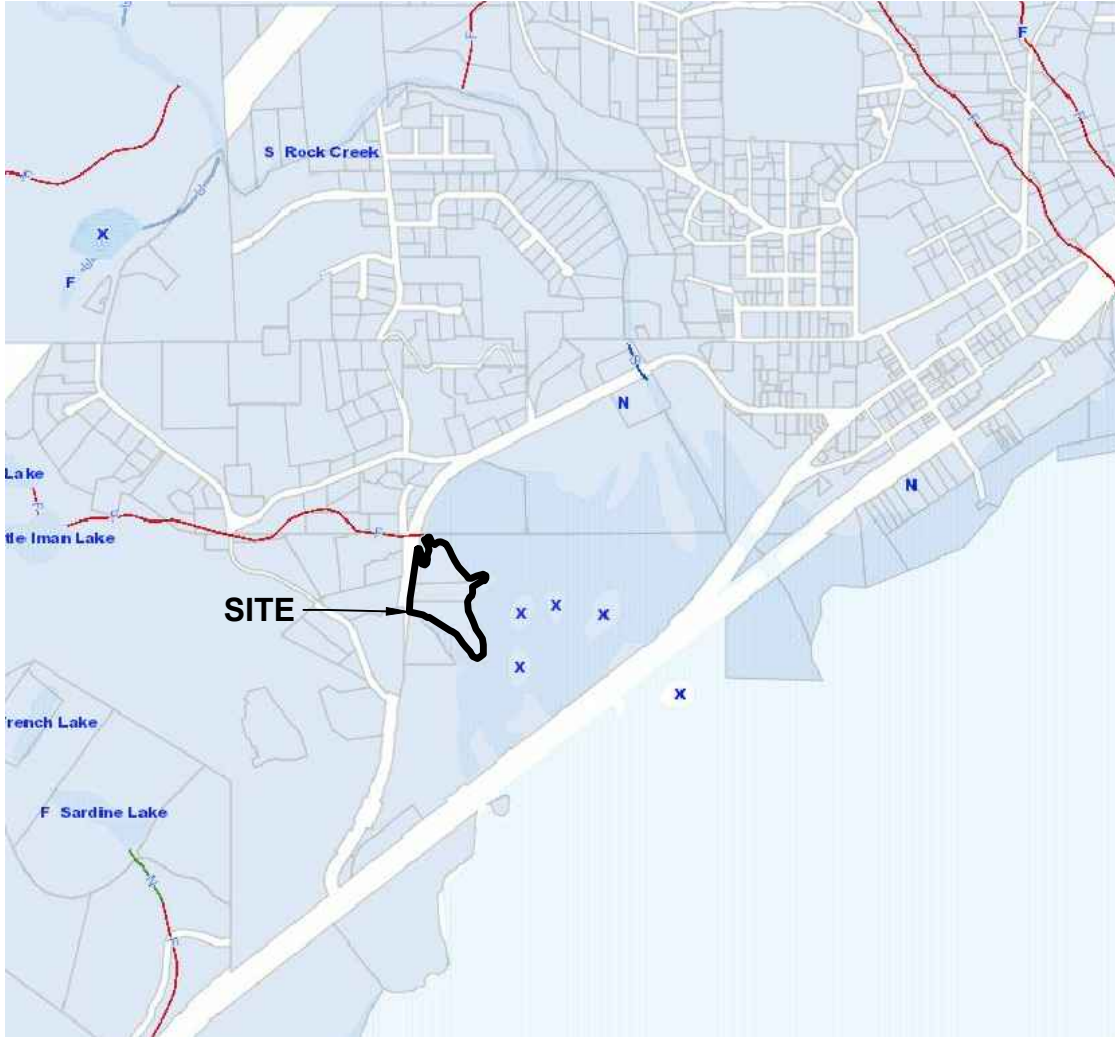 F
F
F
F
S Rock Creek
F
S
X
F
S
S
N
Lake
N
F
F
F
tle Iman Lake
SITE
X
X
X
X
X
rench Lake
F Sardine Lake
N
F